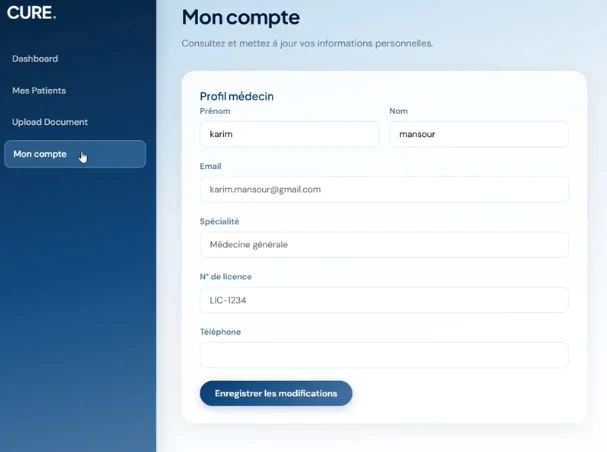 CURE.
Dashboard
Mes Patients
Upload Document
Mon compte
Mon compte
Consultez et mettez à jour vos informations personnelles.
Profil médecin
Prénom Nom
karim mansour
Email
karim.mansour@gmail.com
Spécialité
Médecine générale
N° de licence
LIC-1234
Téléphone
Enregistrer les modifications